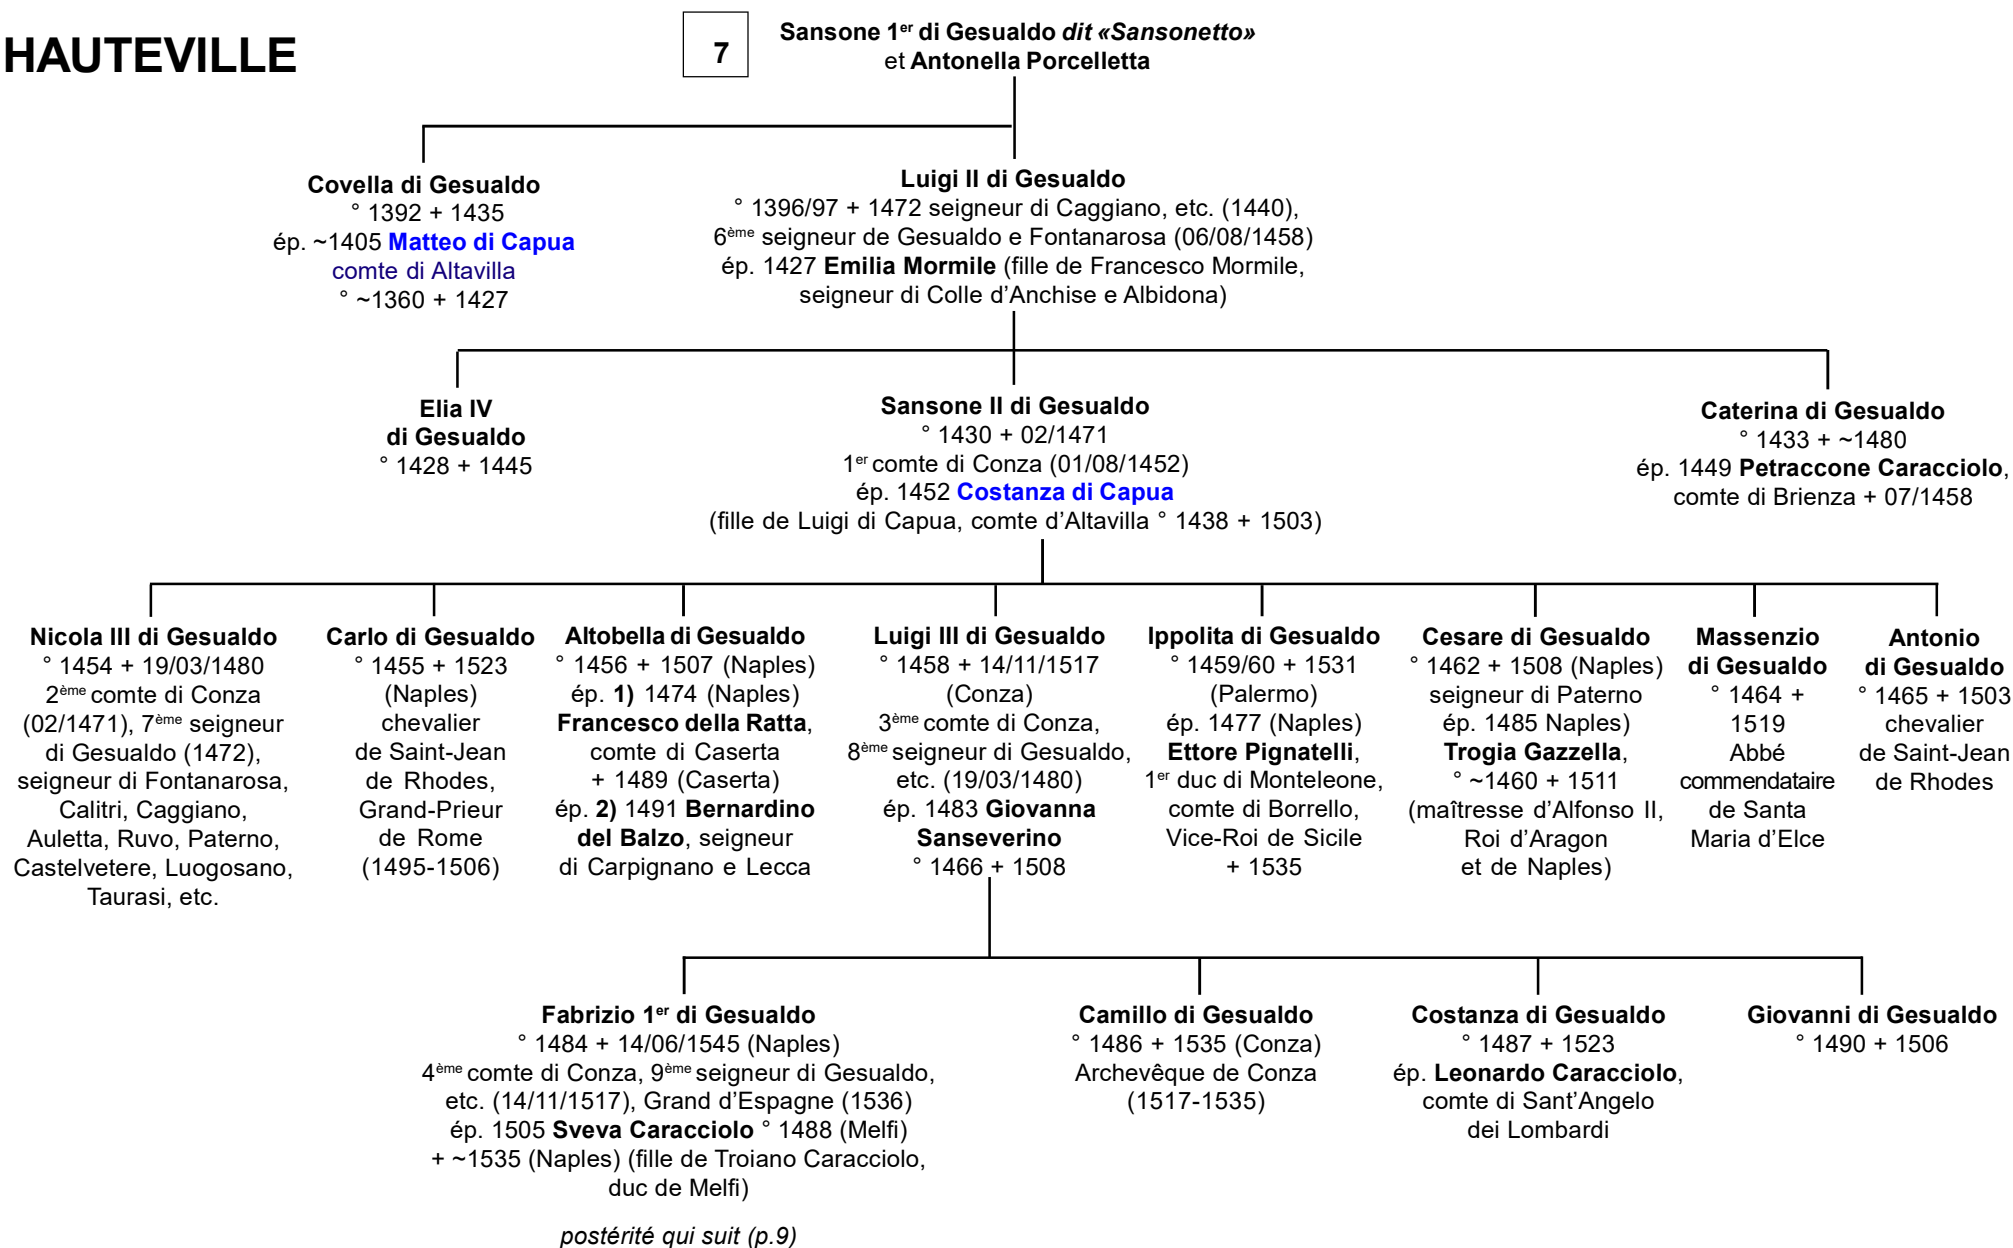 HAUTEVILLE
7
Sansone 1er di Gesualdo dit «Sansonetto»
et Antonella Porcelletta
Covella di Gesualdo
° 1392 + 1435
ép. ~1405 Matteo di Capua
comte di Altavilla
° ~1360 + 1427
Luigi II di Gesualdo
° 1396/97 + 1472 seigneur di Caggiano, etc. (1440),
6ème seigneur de Gesualdo e Fontanarosa (06/08/1458)
ép. 1427 Emilia Mormile (fille de Francesco Mormile,
seigneur di Colle d’Anchise e Albidona)
Elia IV
di Gesualdo
° 1428 + 1445
Sansone II di Gesualdo
° 1430 + 02/1471
1er comte di Conza (01/08/1452)
ép. 1452 Costanza di Capua
(fille de Luigi di Capua, comte d’Altavilla ° 1438 + 1503)
Caterina di Gesualdo
° 1433 + ~1480
ép. 1449 Petraccone Caracciolo,
comte di Brienza + 07/1458
Nicola III di Gesualdo
° 1454 + 19/03/1480
2ème comte di Conza
(02/1471), 7ème seigneur
di Gesualdo (1472),
seigneur di Fontanarosa,
Calitri, Caggiano,
Auletta, Ruvo, Paterno,
Castelvetere, Luogosano,
Taurasi, etc.
Carlo di Gesualdo
° 1455 + 1523
(Naples)
chevalier
de Saint-Jean
de Rhodes,
Grand-Prieur
de Rome
(1495-1506)
Altobella di Gesualdo
° 1456 + 1507 (Naples)
ép. 1) 1474 (Naples)
Francesco della Ratta,
comte di Caserta
+ 1489 (Caserta)
ép. 2) 1491 Bernardino
del Balzo, seigneur
di Carpignano e Lecca
Luigi III di Gesualdo
° 1458 + 14/11/1517
(Conza)
3ème comte di Conza,
8ème seigneur di Gesualdo,
etc. (19/03/1480)
ép. 1483 Giovanna
Sanseverino
° 1466 + 1508
Ippolita di Gesualdo
° 1459/60 + 1531
(Palermo)
ép. 1477 (Naples)
Ettore Pignatelli,
1er duc di Monteleone,
comte di Borrello,
Vice-Roi de Sicile
+ 1535
Cesare di Gesualdo
° 1462 + 1508 (Naples)
seigneur di Paterno
ép. 1485 Naples)
Trogia Gazzella,
° ~1460 + 1511
(maîtresse d’Alfonso II,
Roi d’Aragon
et de Naples)
Massenzio
di Gesualdo
° 1464 +
1519
Abbé
commendataire
de Santa
Maria d’Elce
Antonio
di Gesualdo
° 1465 + 1503
chevalier
de Saint-Jean
de Rhodes
Fabrizio 1er di Gesualdo
° 1484 + 14/06/1545 (Naples)
4ème comte di Conza, 9ème seigneur di Gesualdo,
etc. (14/11/1517), Grand d’Espagne (1536)
ép. 1505 Sveva Caracciolo ° 1488 (Melfi)
+ ~1535 (Naples) (fille de Troiano Caracciolo,
duc de Melfi)
postérité qui suit (p.9)
Camillo di Gesualdo
° 1486 + 1535 (Conza)
Archevêque de Conza
(1517-1535)
Costanza di Gesualdo
° 1487 + 1523
ép. Leonardo Caracciolo,
comte di Sant’Angelo
dei Lombardi
Giovanni di Gesualdo
° 1490 + 1506